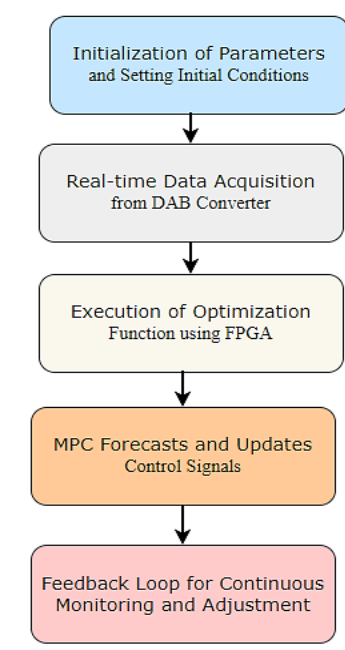 Initialization of Parameters
and Setting Initial Conditions
Real-time Data Acquisition
from DAB Converter
Execution of Optimization
Function using FPGA
MPC Forecasts and Updates
Control Signals
Feedback Loop for Continuous
Monitoring and Adjustment